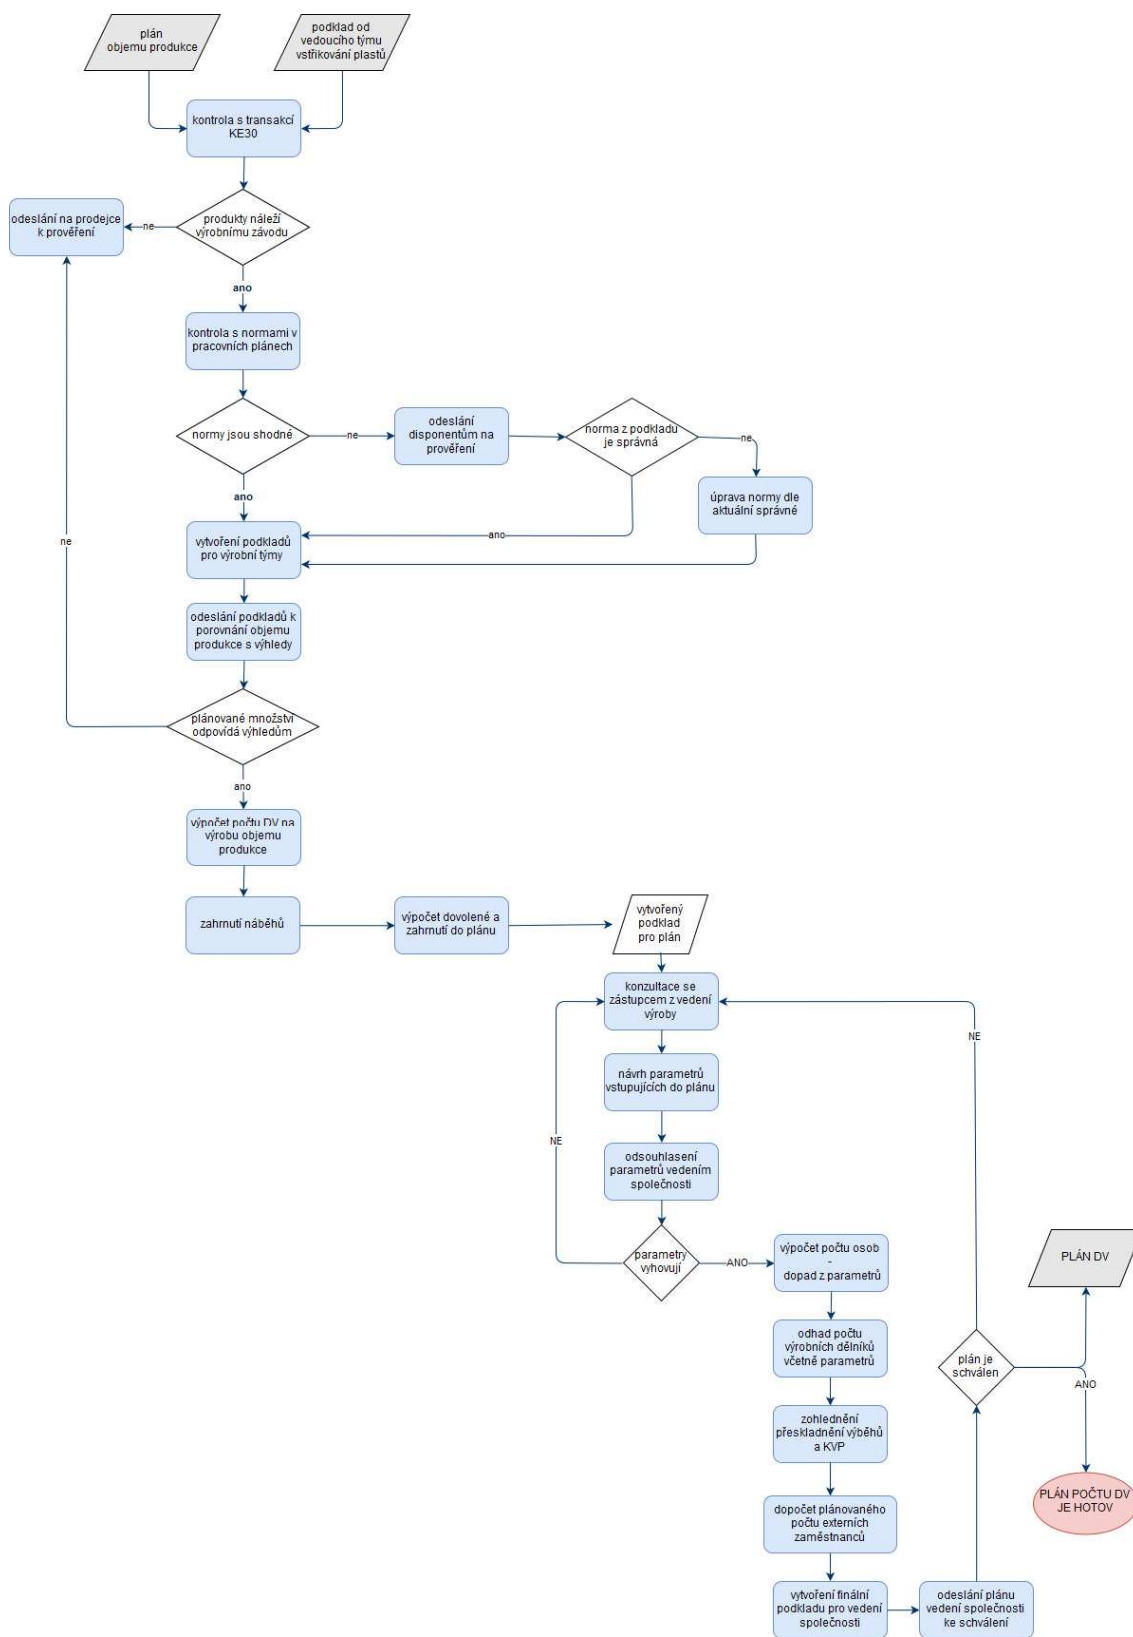 plán
objemu produkce
podklad od
vedoucího týmu
vstřikování plastů
kontrola s transakcí
KE30
odeslání na prodejce
k prověření
ne
produkty náleží
výrobnímu závodu
ano
kontrola s normami v
pracovních plánech
normy jsou shodné
ne
odeslání
disponentům na
prověření
norma z podkladu
je správná
ne
ano
úprava normy dle
aktuální správné
vytvoření podkladů
pro výrobní týmy
ano
ne
odeslání podkladů k
porovnání objemu
produkce s výhledy
plánované množství
odpovídá výhledům
ano
výpočet počtu DV na
výrobu objemu
produkce
zahrnutí náběhů
výpočet dovolené a
zahrnutí do plánu
vytvořený
podklad
pro plán
konzultace se
zástupcem z vedení
výroby
NE
návrh parametrů
vstupujících do plánu
NE
odsouhlasení
parametrů vedením
společnosti
parametry
vyhovují
ANO
výpočet počtu osob
-
dopad z parametrů
PLÁN DV
odhad počtu
výrobních dělníků
včetně parametrů
plán je
schválen
ANO
zohlednění
přeskladnění výběhů
a KVP
PLÁN POČTU DV
JE HOTOV
dopočet plánovaného
počtu externích
zaměstnanců
vytvoření finální
podkladu pro vedení
společnosti
odeslání plánu
vedení společnosti
ke schválení